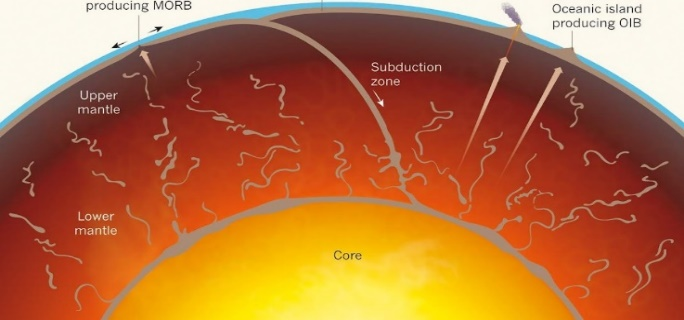 producing MORB
Oceanic island
producing OIB
Subduction
zone
Upper
mantle
Lower
mantle
Core